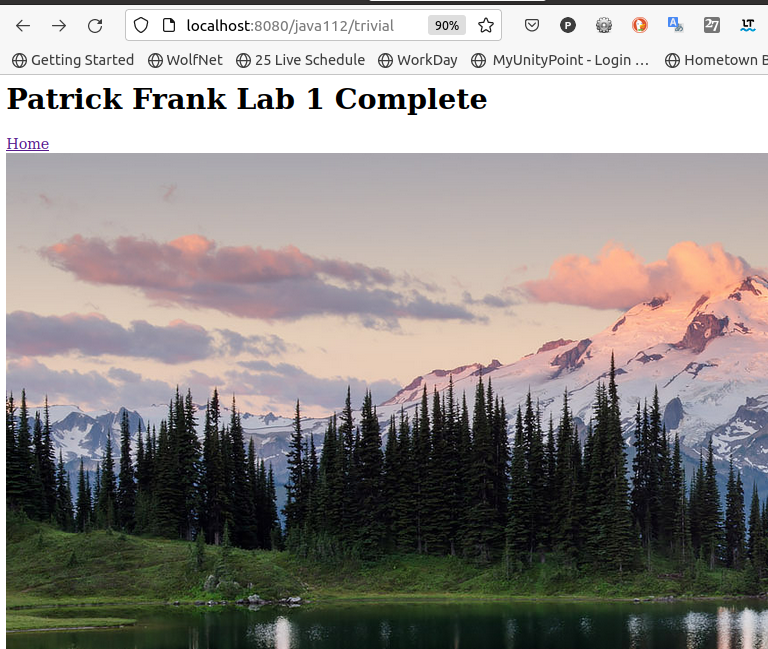 localhost:8080/java112/trivial 90% P 27 LT
Getting Started WolfNet 25 Live Schedule WorkDay MyUnityPoint - Login ... Hometown B
Patrick Frank Lab 1 Complete
Home